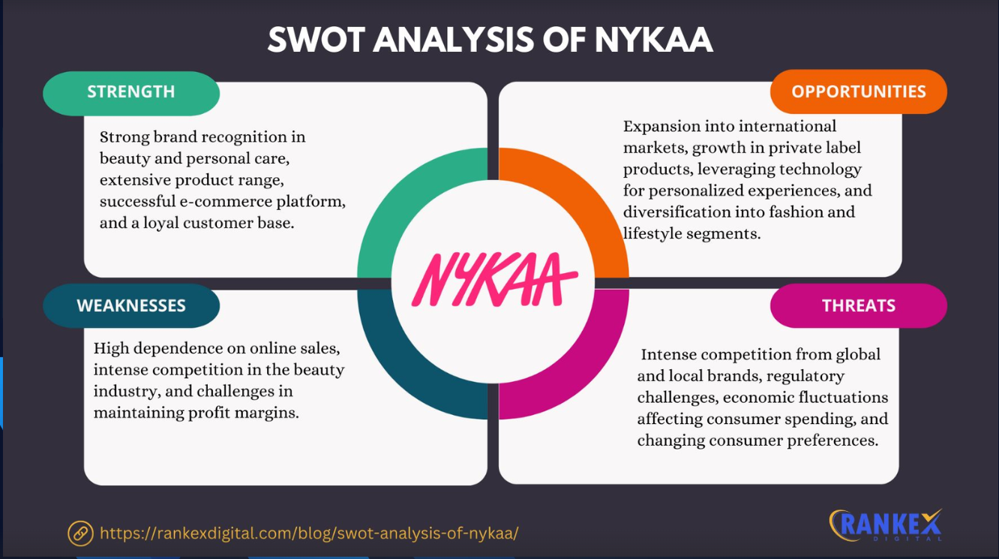 SWOT ANALYSIS OF NYKAA
STRENGTH
Strong brand recognition in
beauty and personal care,
extensive product range,
successful e-commerce platform,
and a loyal customer base.
OPPORTUNITIES
Expansion into international
markets, growth in private label
products, leveraging technology
for personalized experiences, and
diversification into fashion and
lifestyle segments.
NYKAA
WEAKNESSES
High dependence on online sales,
intense competition in the beauty
industry, and challenges in
maintaining profit margins.
THREATS
Intense competition from global
and local brands, regulatory
challenges, economic fluctuations
affecting consumer spending, and
changing consumer preferences.
https://rankexdigital.com/blog/swot-analysis-of-nykaa/
RANKEX
DIGITAL